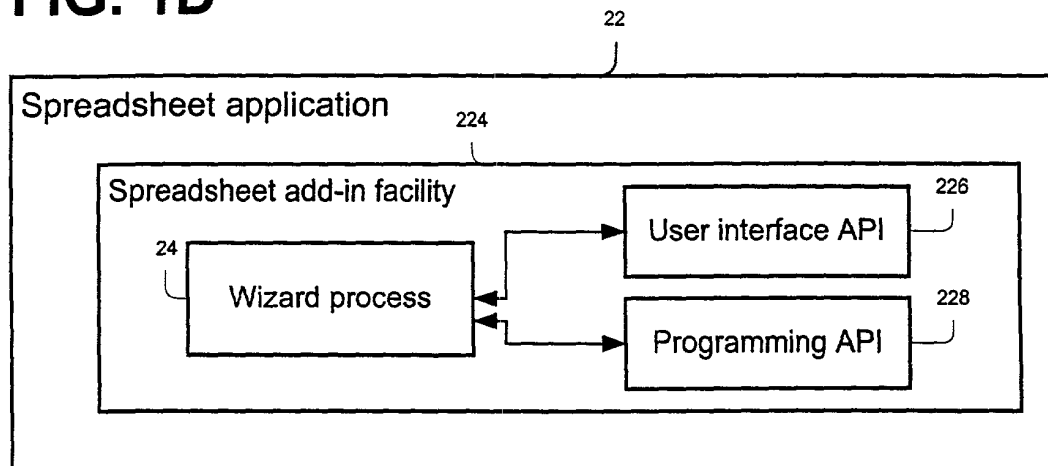 FIG. 1B
22
Spreadsheet application
224
Spreadsheet add-in facility
226
User interface API
24
Wizard process
228
Programming API